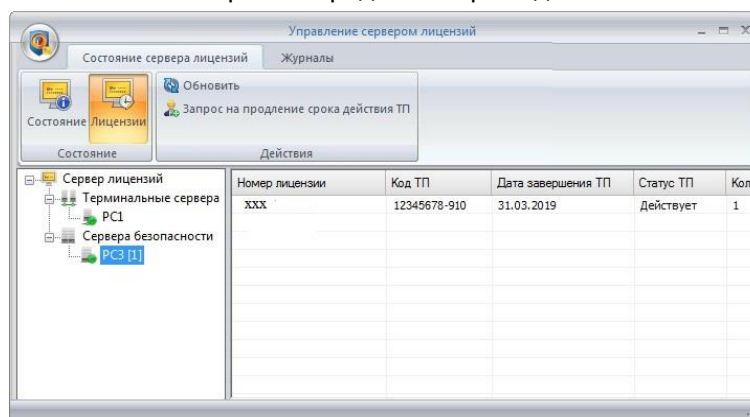 Управление сервером лицензий
Состояние сервера лицензий Журналы
Состояние Лицензии
Обновить
Запрос на продление срока действия ТП
Состояние Действия
Сервер лицензий
Терминальные сервера
PC1
Сервера безопасности
PC3 [1]
Номер лицензии Код ТП Дата завершения ТП Статус ТП Кол
XXX 12345678-910 31.03.2019 Действует 1